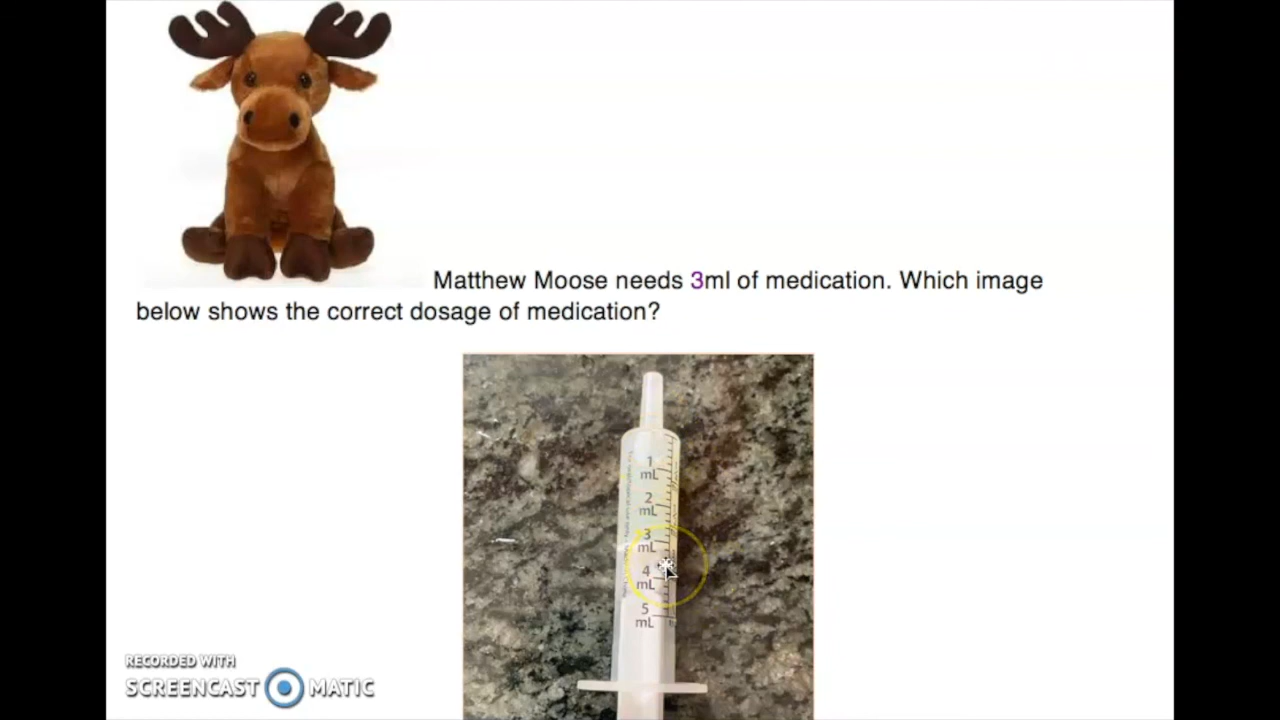 Matthew Moose needs 3ml of medication. Which image
below shows the correct dosage of medication?
1
mL
2
mL
3
mL
4
mL
5
mL
RECORDED WITH
SCREENCAST MATIC